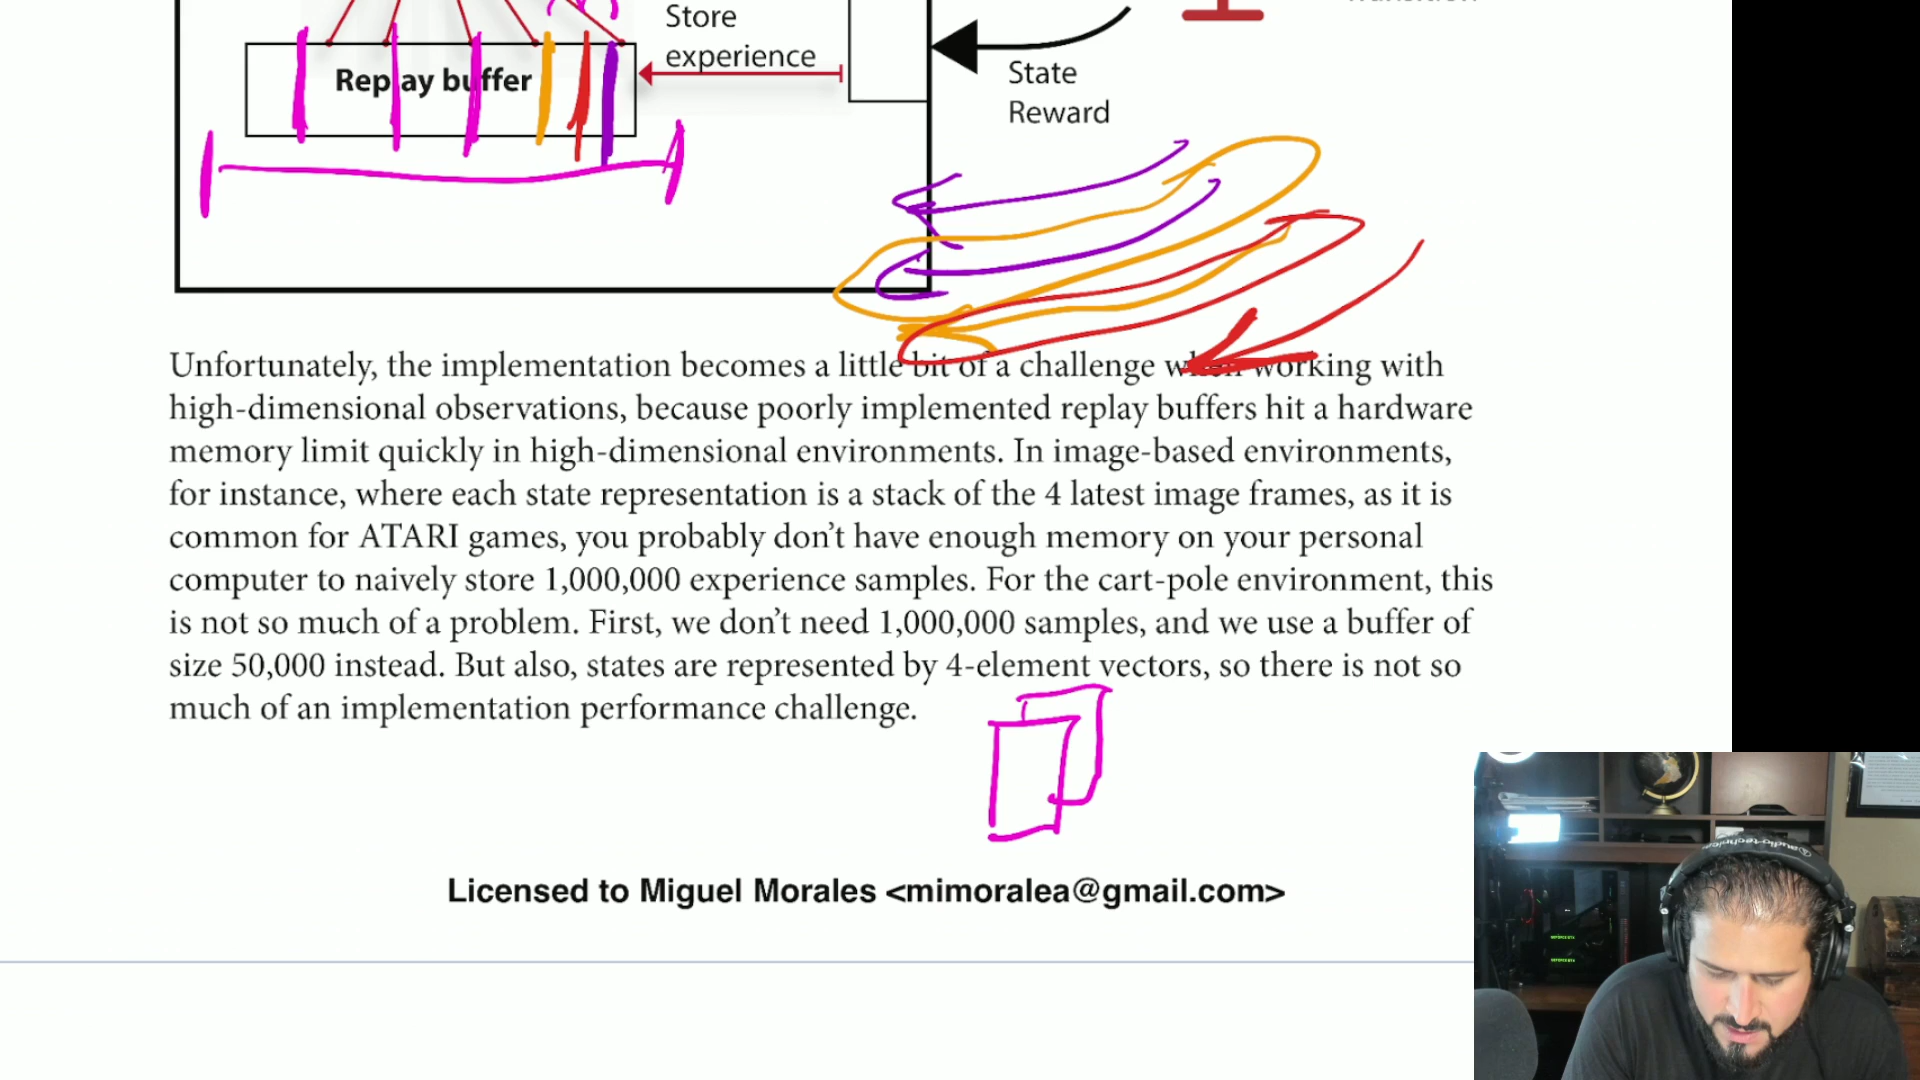 Store
experience
Replay buffer
State
Reward
Unfortunately, the implementation becomes a little bit of a challenge when working with
high-dimensional observations, because poorly implemented replay buffers hit a hardware
memory limit quickly in high-dimensional environments. In image-based environments,
for instance, where each state representation is a stack of the 4 latest image frames, as it is
common for ATARI games, you probably don't have enough memory on your personal
computer to naively store 1,000,000 experience samples. For the cart-pole environment, this
is not so much of a problem. First, we don't need 1,000,000 samples, and we use a buffer of
size 50,000 instead. But also, states are represented by 4-element vectors, so there is not so
much of an implementation performance challenge.
Licensed to Miguel Morales <mimoralea@gmail.com>
audio-technica